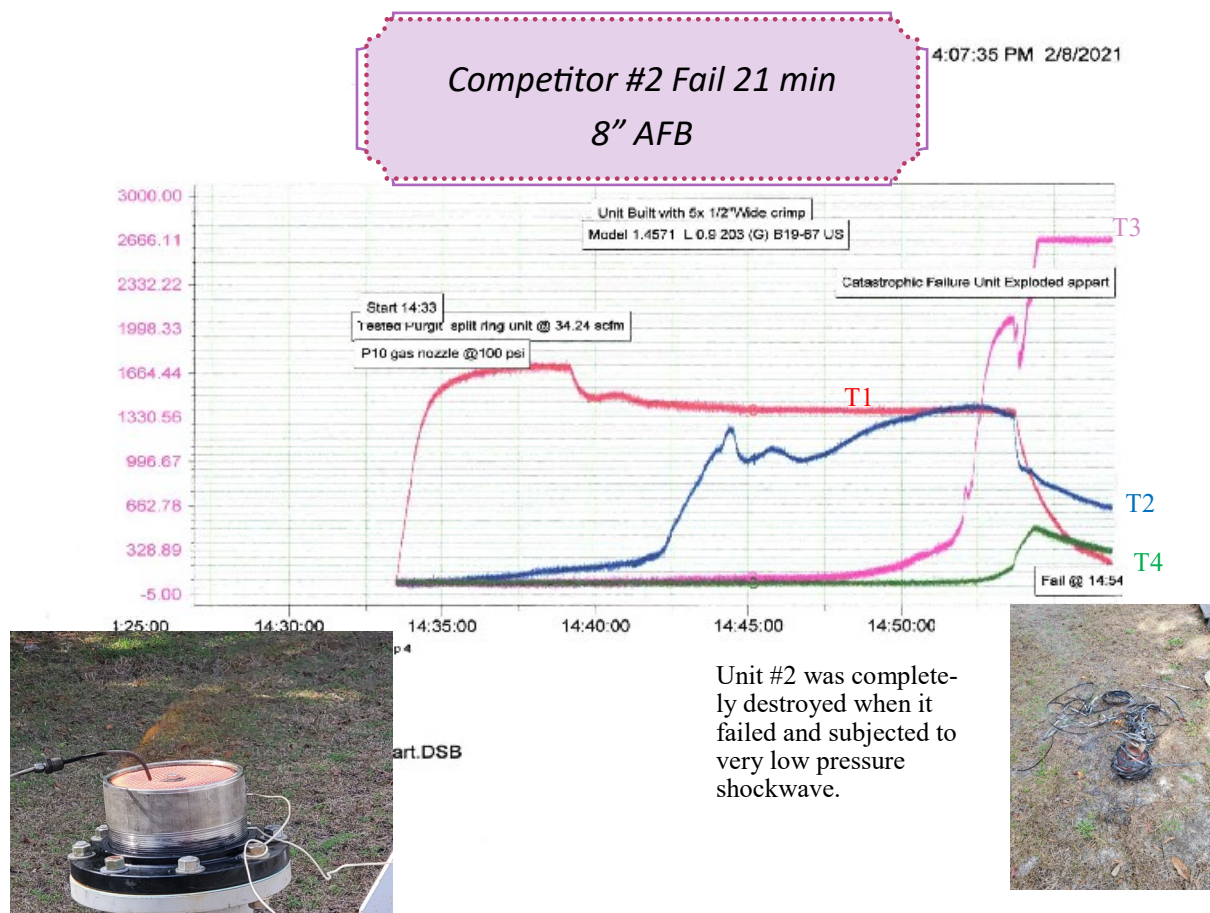 Competitor #2 Fail 21 min
8” AFB
4:07:35 PM 2/8/2021
3000.00
2666.11
2332.22
1998.33
1664.44
1330.56
996.67
662.78
328.89
-5.00
Unit Built with 5x 1/2"Wide crimp
Model 1.4571 L 0.9 203 (G) B19-67 US
T3
Catastrophic Failure Unit Exploded appart
Start 14:33
Tested Purgit split ring unit @ 34.24 scfm
P10 gas nozzle @100 psi
T1
T2
T4
Fail @ 14:54
1:25:00
14:30:00
14:35:00
14:40:00
14:45:00
14:50:00
p 4
art.DSB
Unit #2 was complete-
ly destroyed when it
failed and subjected to
very low pressure
shockwave.